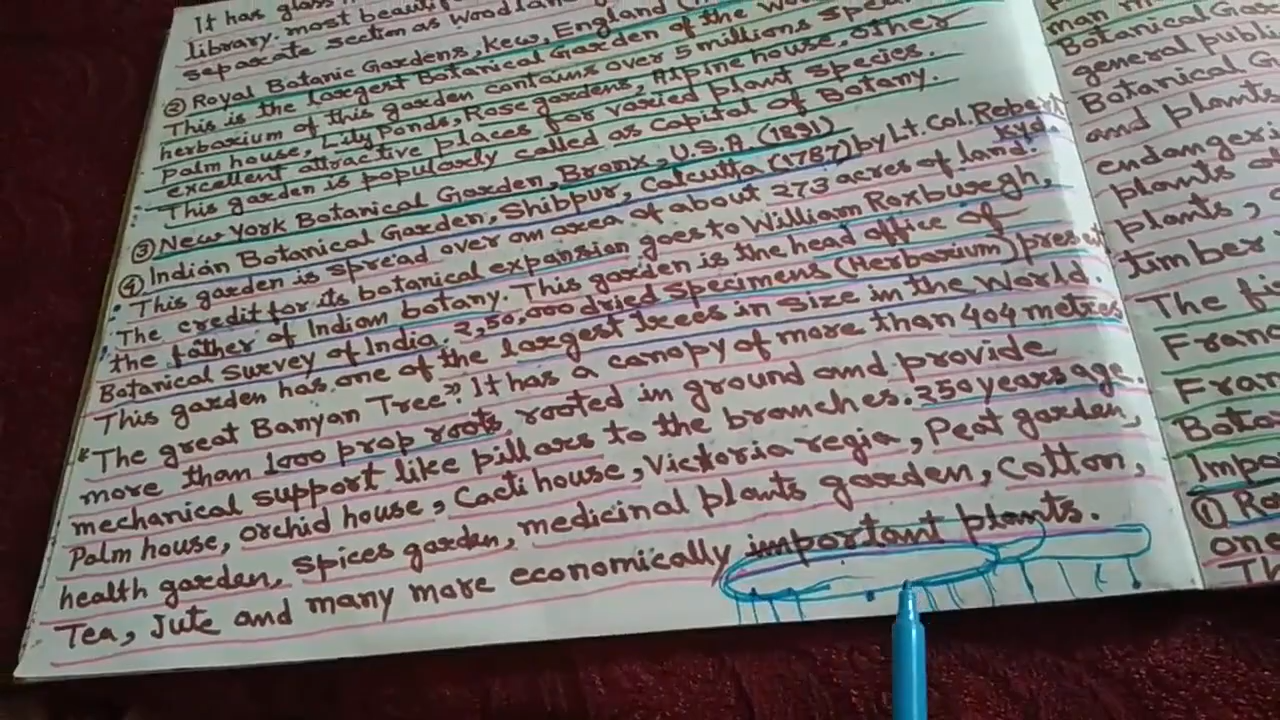 It has glass
library. most beautif
separate section as Woodland
② Royal Botanic Gardens, Kew, England
This is the largest Botanical Garden of the Wo
herbarium of this garden contains over 5 millions spe
palm house, Lily Ponds, Rose gardens, Alpine house, other
excellent attractive places for varied plant species.
This garden is popularly called as Capital of Botany.
③ New York Botanical Garden, Bronx, U.S.A. (1891)
④ Indian Botanical Garden, Shibpur, Calcutta (1787) by Lt. Col. Robert Kyd.
This garden is spread over an area of about 273 acres of land.
The credit for its botanical expansion goes to William Roxburgh,
the father of Indian botany. This garden is the head office of
Botanical Survey of India. 2,50,000 dried specimens (Herbarium) present
This garden has one of the largest trees in size in the World.
"The great Banyan Tree". It has a canopy of more than 404 metres
more than 1000 prop roots rooted in ground and provide
mechanical support like pillars to the branches. 250 years age.
Palm house, orchid house, Cacti house, Victoria regia, Peat garden,
health garden, Spices garden, medicinal plants garden, Cotton,
Tea, Jute and many more economically important plants.
man
Botanical Gar
general publi
Botanical G
and plants
endangeri
plants o
plants,
timber
The fi
Franc
Fran
Bota
Impo
① Ro
one
Th